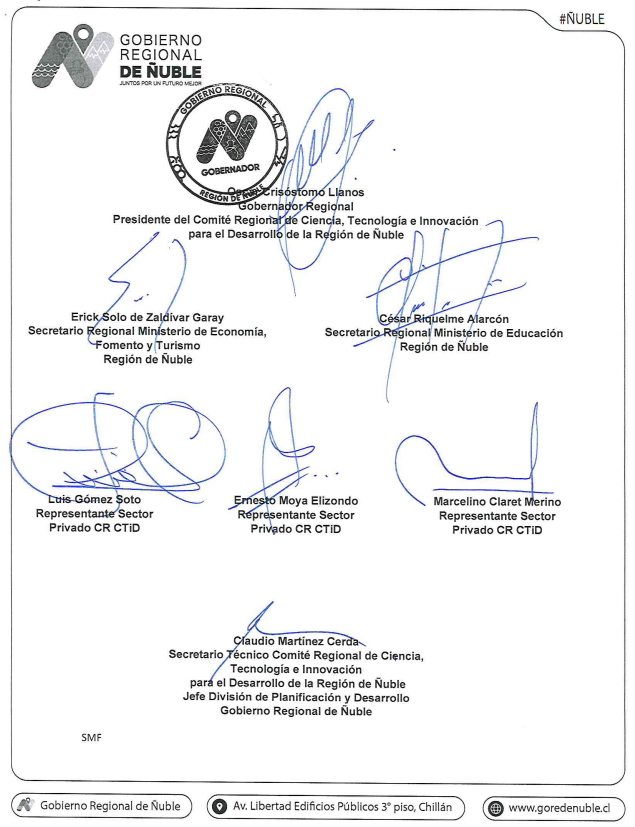 #ÑUBLE
GOBIERNO
REGIONAL
DE ÑUBLE
JUNTOS POR UN FUTURO MEJOR
GOBIERNO REGIONAL
GOBERNADOR
REGIÓN DE ÑUBLE
Crisóstomo Llanos
Gobernador Regional
Presidente del Comité Regional de Ciencia, Tecnología e Innovación
para el Desarrollo de la Región de Ñuble
Erick Solo de Zaldívar Garay
Secretario Regional Ministerio de Economía,
Fomento y Turismo
Región de Ñuble
César Riquelme Alarcón
Secretario Regional Ministerio de Educación
Región de Ñuble
Luis Gómez Soto
Representante Sector
Privado CR CTiD
Ernesto Moya Elizondo
Representante Sector
Privado CR CTiD
Marcelino Claret Merino
Representante Sector
Privado CR CTiD
Claudio Martínez Cerda
Secretario Técnico Comité Regional de Ciencia,
Tecnología e Innovación
para el Desarrollo de la Región de Ñuble
Jefe División de Planificación y Desarrollo
Gobierno Regional de Ñuble
SMF
Gobierno Regional de Ñuble
Av. Libertad Edificios Públicos 3° piso, Chillán
www.goredenuble.cl